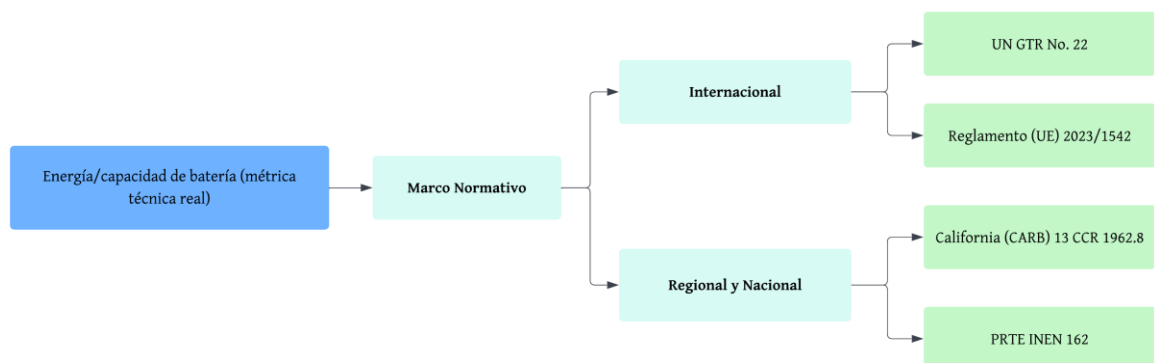 Energía/capacidad de batería (métrica
técnica real)
Marco Normativo
Internacional
UN GTR No. 22
Reglamento (UE) 2023/1542
Regional y Nacional
California (CARB) 13 CCR 1962.8
PRTE INEN 162